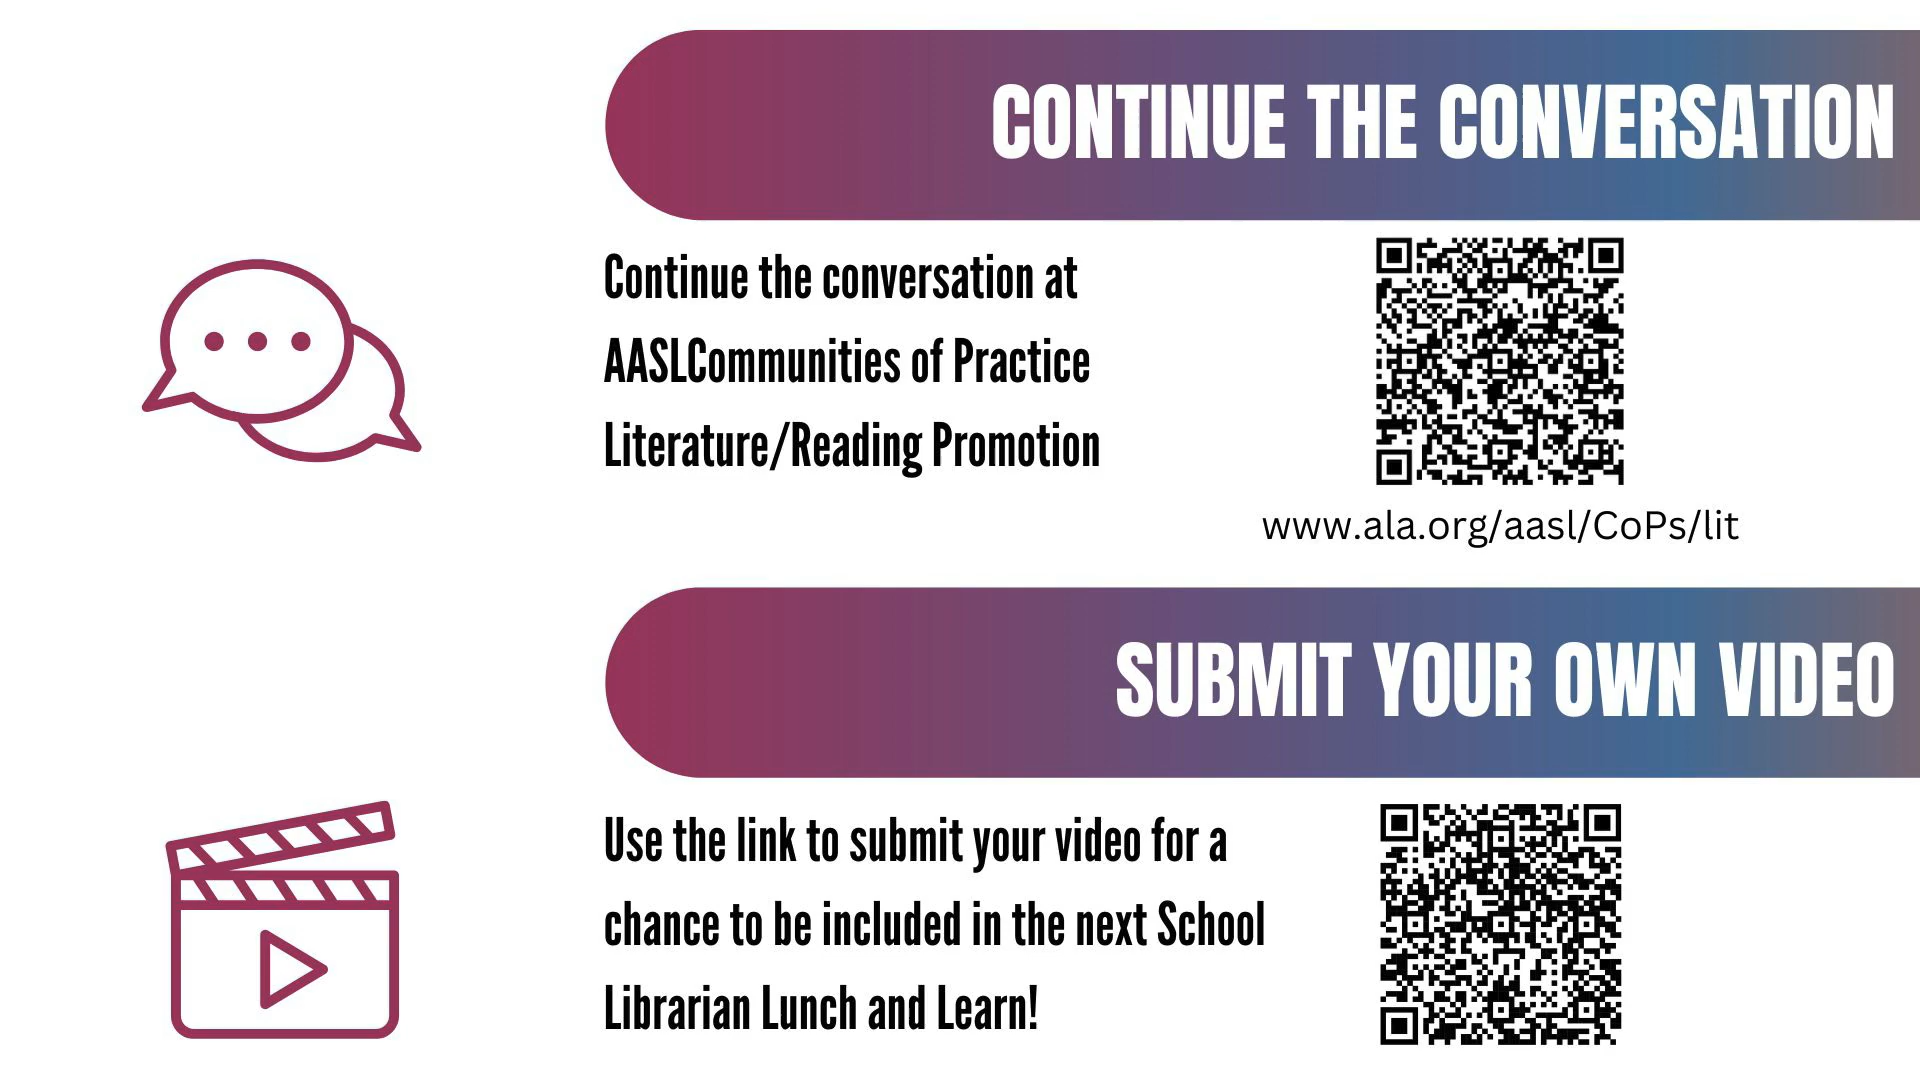 CONTINUE THE CONVERSATION
Continue the conversation at
AASLCommunities of Practice
Literature/Reading Promotion
www.ala.org/aasl/CoPs/lit
SUBMIT YOUR OWN VIDEO
Use the link to submit your video for a
chance to be included in the next School
Librarian Lunch and Learn!